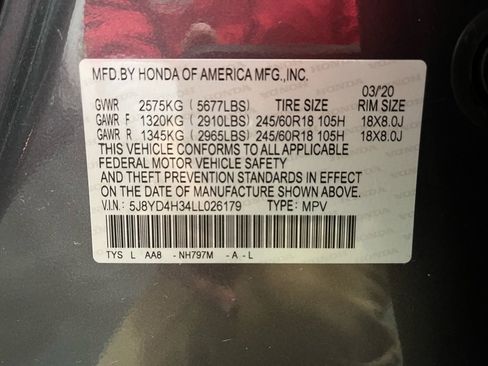 MFD.BY HONDA OF AMERICA MFG.,INC.
03/'20
GVWR 2575KG ( 5677LBS) TIRE SIZE RIM SIZE
GAWR F 1320KG ( 2910LBS) 245/60R18 105H 18X8.0J
GAWR R 1345KG ( 2965LBS) 245/60R18 105H 18X8.0J
THIS VEHICLE CONFORMS TO ALL APPLICABLE
FEDERAL MOTOR VEHICLE SAFETY
AND THEFT PREVENTION STANDARDS IN EFFECT
ON THE DATE OF MANUFACTURE SHOWN ABOVE.
V.I.N.: 5J8YD4H34LL026179 TYPE: MPV
TYS L AA8 - NH797M - A - L